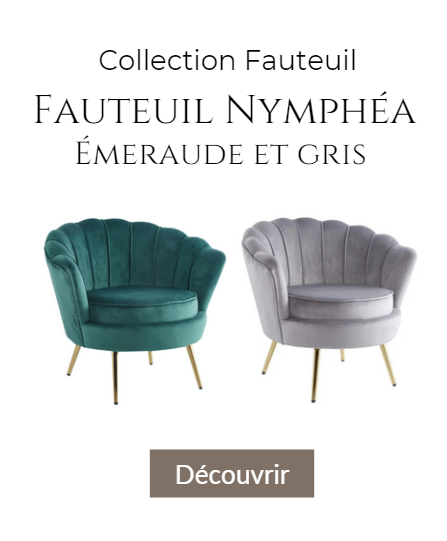 Collection Fauteuil
Fauteuil Nymphéa
Émeraude et gris
Découvrir